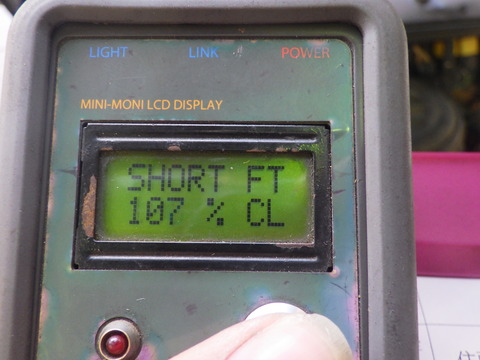 LIGHT LINK POWER
MINI-MONI LCD DISPLAY
SHORT FT
107 % CL